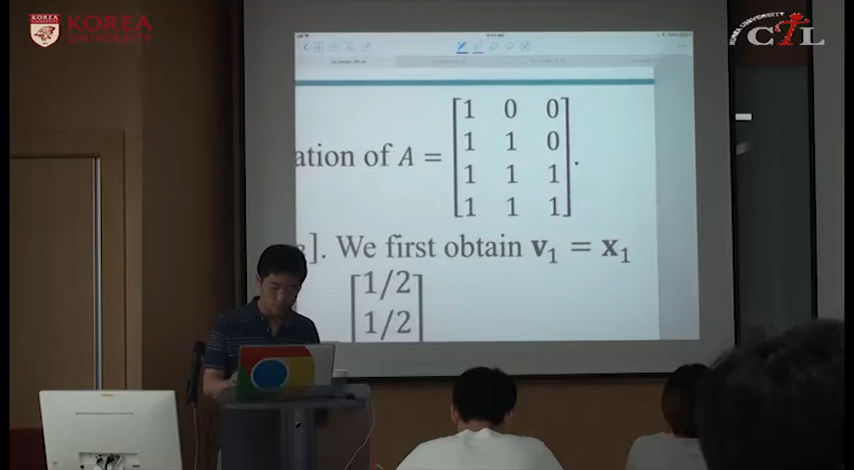 KOREA
UNIVERSITY
KOREA
UNIVERSITY
CTL
ation of A = [1 0 0
1 1 0
1 1 1
1 1 1].
]. We first obtain v₁ = x₁
[1/2
1/2]